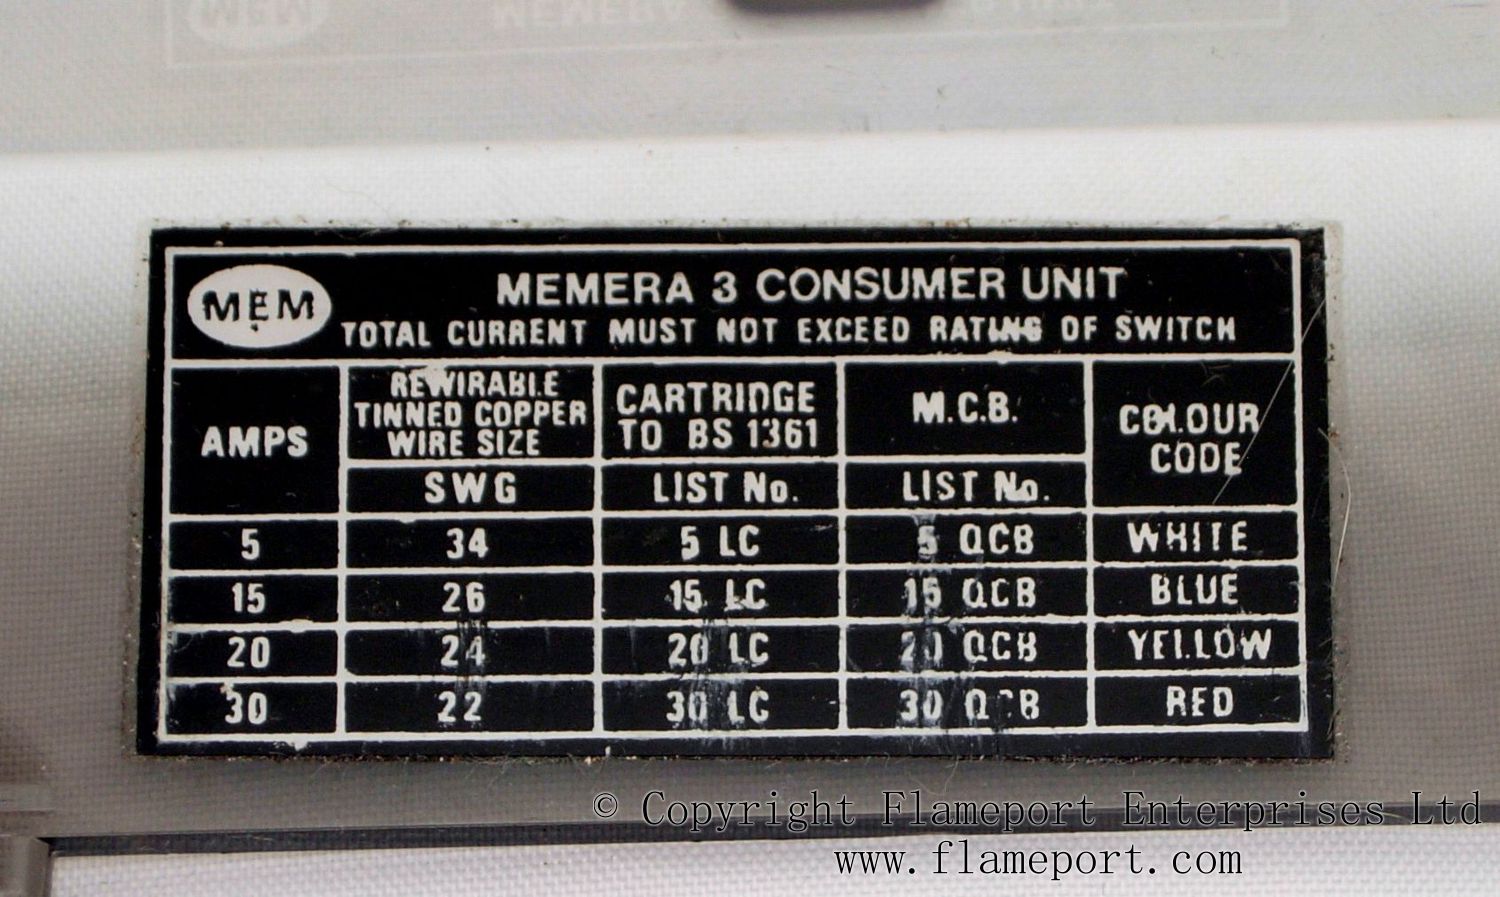 MEM
MEMERA 3 CONSUMER UNIT
TOTAL CURRENT MUST NOT EXCEED RATING OF SWITCH
AMPS
REWIRABLE
TINNED COPPER
WIRE SIZE
SWG
CARTRIDGE
TO BS 1361
LIST No.
M.C.B.
LIST No.
COLOUR
CODE
5 34 5 LC 5 QCB WHITE
15 26 15 LC 15 QCB BLUE
20 24 20 LC 20 QCB YELLOW
30 22 30 LC 30 QCB RED
© Copyright Flameport Enterprises Ltd
www.flameport.com